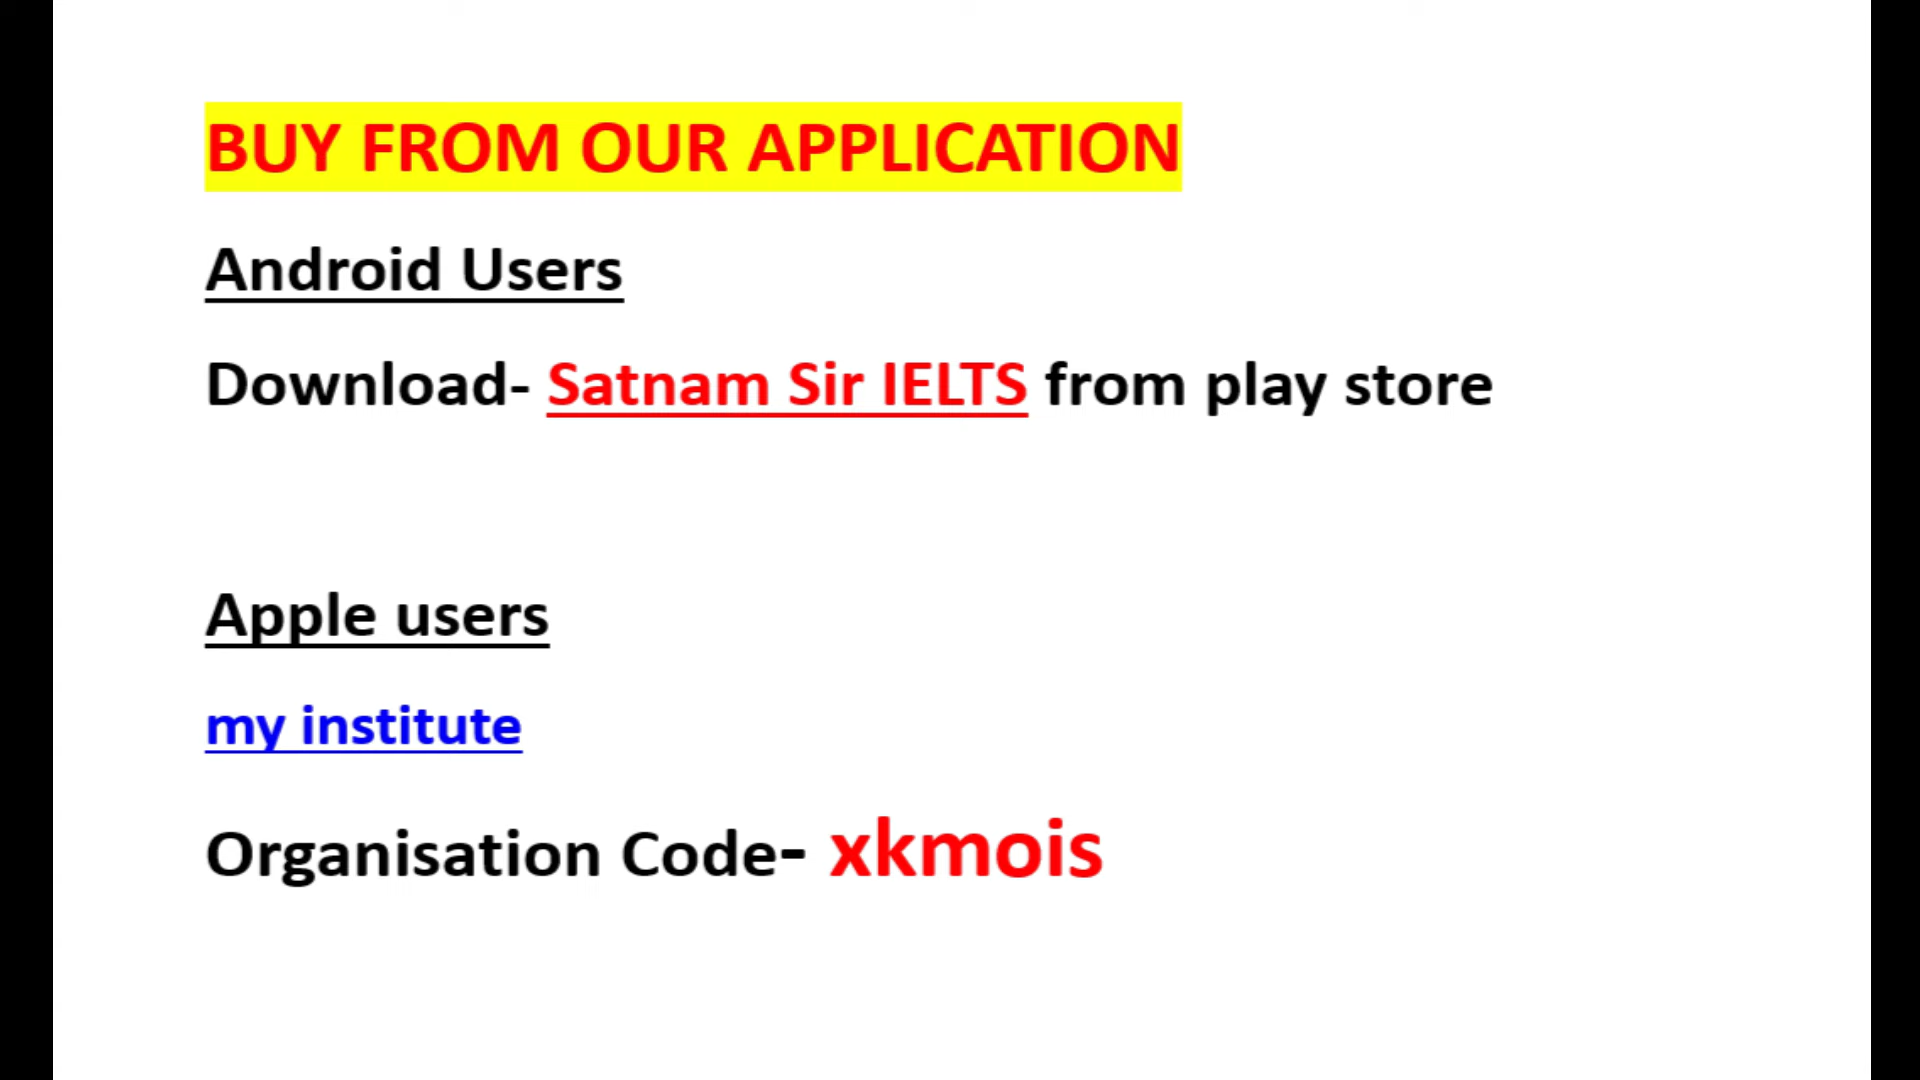 BUY FROM OUR APPLICATION
Android Users
Download- Satnam Sir IELTS from play store
Apple users
my institute
Organisation Code- xkmois